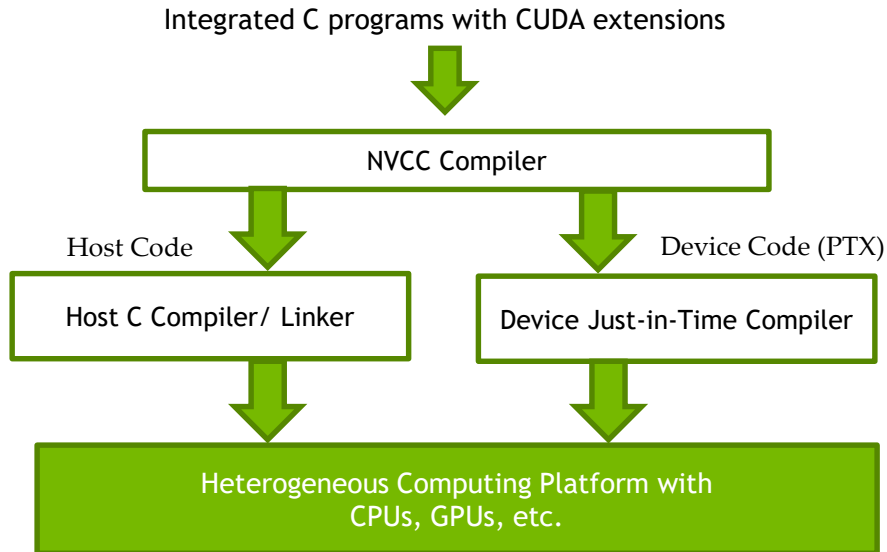 Integrated C programs with CUDA extensions
NVCC Compiler
Host Code
Device Code (PTX)
Host C Compiler/ Linker
Device Just-in-Time Compiler
Heterogeneous Computing Platform with
CPUs, GPUs, etc.